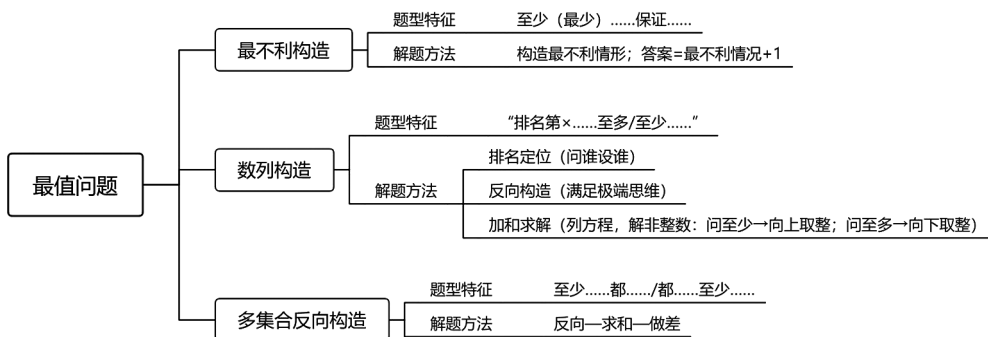 最值问题
最不利构造
题型特征 至少（最少）……保证……
解题方法 构造最不利情形；答案=最不利情况+1
数列构造
题型特征 “排名第×……至多/至少……”
解题方法
排名定位（问谁设谁）
反向构造（满足极端思维）
加和求解（列方程，解非整数：问至少→向上取整；问至多→向下取整）
多集合反向构造
题型特征 至少……都……/都……至少……
解题方法 反向—求和—做差